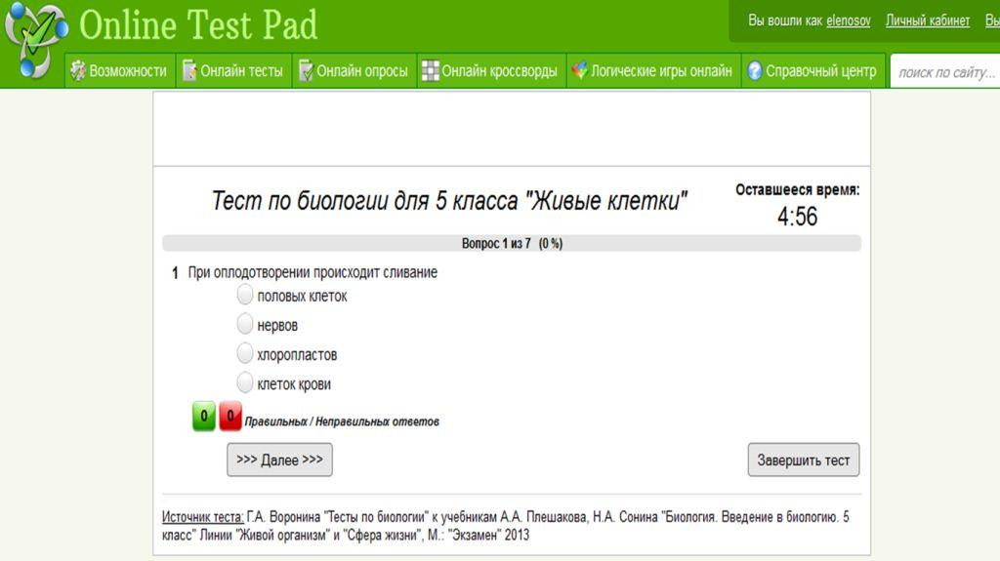 Online Test Pad
Вы вошли как elenosov Личный кабинет Вы
Возможности Онлайн тесты Онлайн опросы Онлайн кроссворды Логические игры онлайн Справочный центр поиск по сайту...
Тест по биологии для 5 класса "Живые клетки"
Оставшееся время:
4:56
Вопрос 1 из 7 (0 %)
1 При оплодотворении происходит сливание
половых клеток
нервов
хлоропластов
клеток крови
0 0 Правильных / Неправильных ответов
>>> Далее >>> Завершить тест
Источник теста: Г.А. Воронина "Тесты по биологии" к учебникам А.А. Плешакова, Н.А. Сонина "Биология. Введение в биологию. 5
класс" Линии "Живой организм" и "Сфера жизни", М.: "Экзамен" 2013